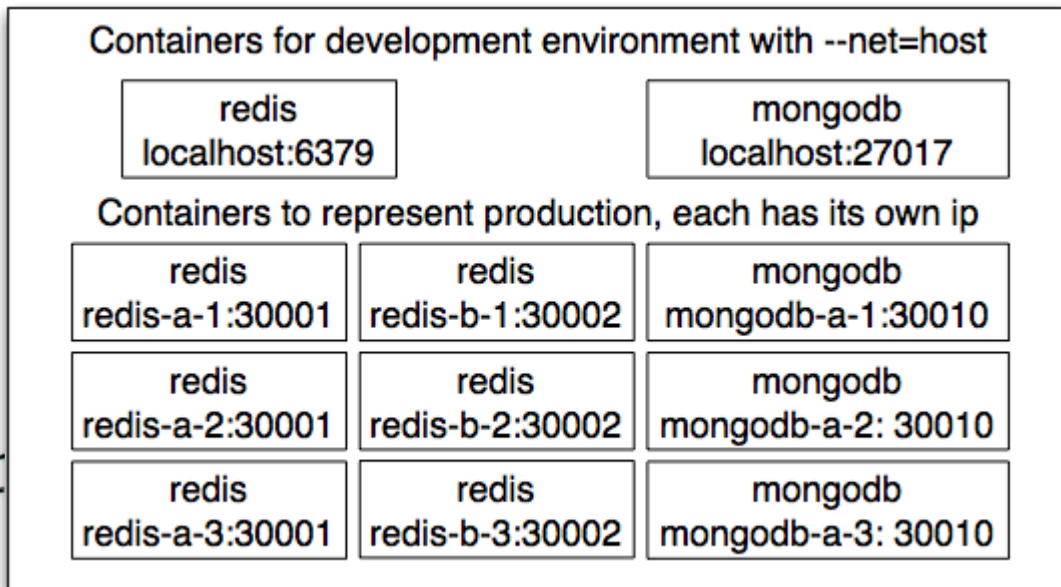 Containers for development environment with --net=host
redis
localhost:6379
mongodb
localhost:27017
Containers to represent production, each has its own ip
redis
redis-a-1:30001
redis
redis-b-1:30002
mongodb
mongodb-a-1:30010
redis
redis-a-2:30001
redis
redis-b-2:30002
mongodb
mongodb-a-2: 30010
redis
redis-a-3:30001
redis
redis-b-3:30002
mongodb
mongodb-a-3: 30010